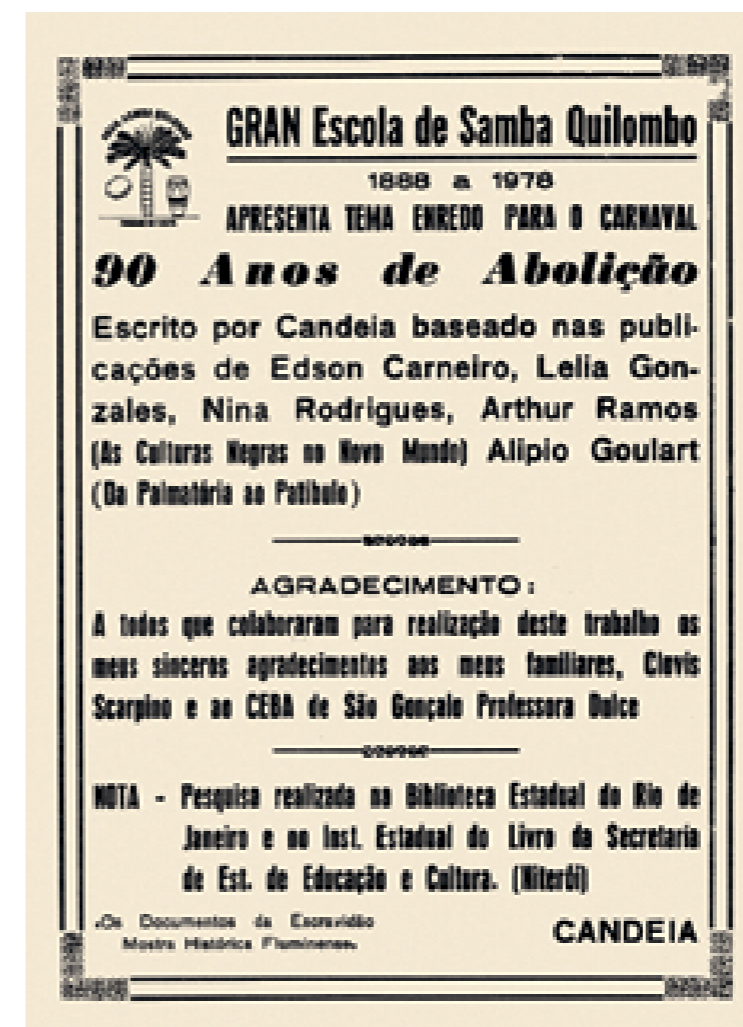 GRAN Escola de Samba Quilombo
1888 a 1978
APRESENTA TEMA ENREDO PARA O CARNAVAL
90 Anos de Abolição
Escrito por Candeia baseado nas publi-
cações de Edson Carneiro, Lelia Gon-
zales, Nina Rodrigues, Arthur Ramos
(As Culturas Negras no Novo Mundo) Alipio Goulart
(Da Palmatória ao Patíbulo)
AGRADECIMENTO:
A todos que colaboraram para realização deste trabalho os
meus sinceros agradecimentos aos meus familiares, Clovis
Scarpino e ao CEBA de São Gonçalo Professora Dulce
NOTA - Pesquisa realizada na Biblioteca Estadual do Rio de
Janeiro e no Inst. Estadual do Livro da Secretaria
de Est. de Educação e Cultura. (Niterói)
«Os Documentos da Escravidão
Mostra Histórica Fluminense»
CANDEIA